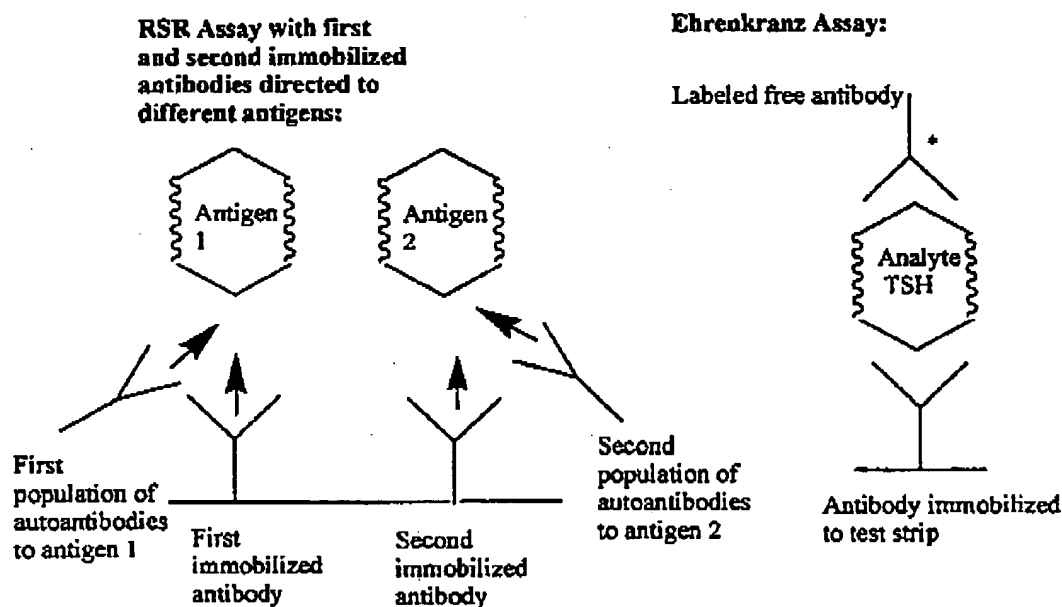 RSR Assay with first
and second immobilized
antibodies directed to
different antigens:
Antigen
1
Antigen
2
First
population of
autoantibodies
to antigen 1
First
immobilized
antibody
Second
immobilized
antibody
Second
population of
autoantibodies
to antigen 2
Ehrenkranz Assay:
Labeled free antibody
*
Analyte
TSH
Antibody immobilized
to test strip